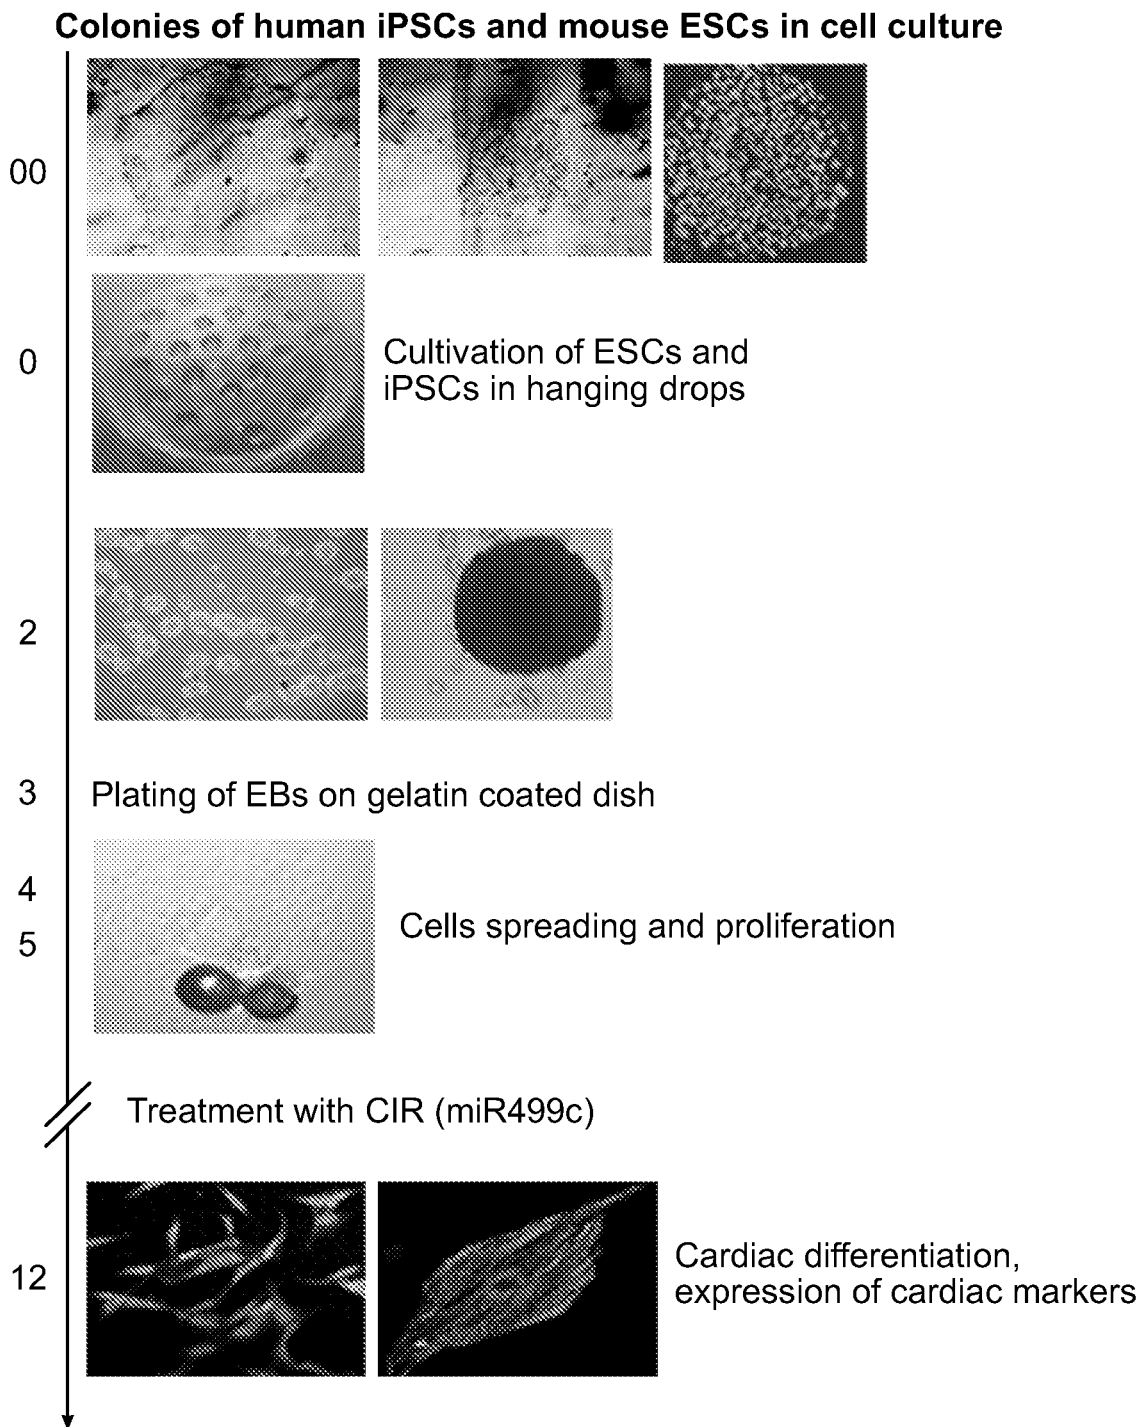 Colonies of human iPSCs and mouse ESCs in cell culture
00
0
Cultivation of ESCs and
iPSCs in hanging drops
2
3
Plating of EBs on gelatin coated dish
4
5
Cells spreading and proliferation
Treatment with CIR (miR499c)
12
Cardiac differentiation,
expression of cardiac markers